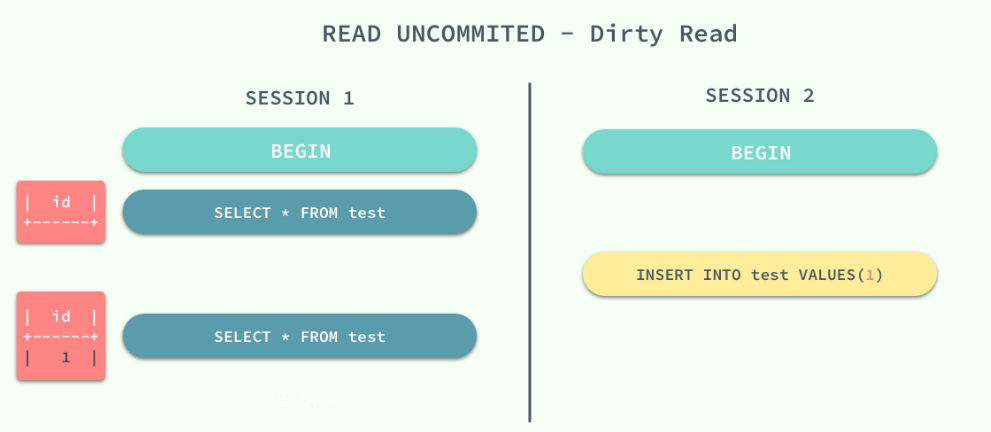 READ UNCOMMITED - Dirty Read
SESSION 1
SESSION 2
BEGIN
BEGIN
| id |
+------+
SELECT * FROM test
INSERT INTO test VALUES(1)
| id |
+-------+
| 1 |
SELECT * FROM test
RETURN